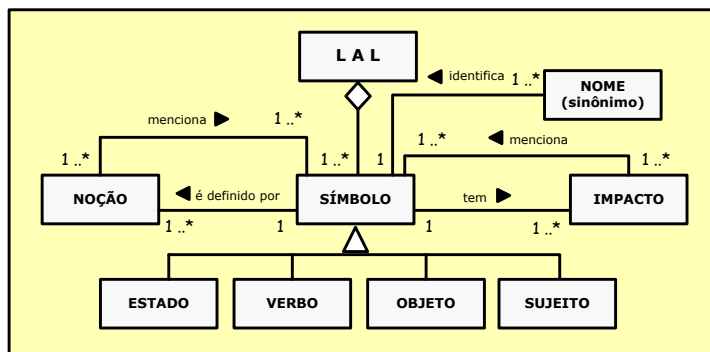 L A L
identifica
1 ..*
NOME
(sinônimo)
menciona
1 ..*
1 ..*
1 ..*
1
1 ..*
menciona
1 ..*
NOÇÃO
é definido por
1 ..*
1
SÍMBOLO
tem
1
1 ..*
IMPACTO
ESTADO
VERBO
OBJETO
SUJEITO